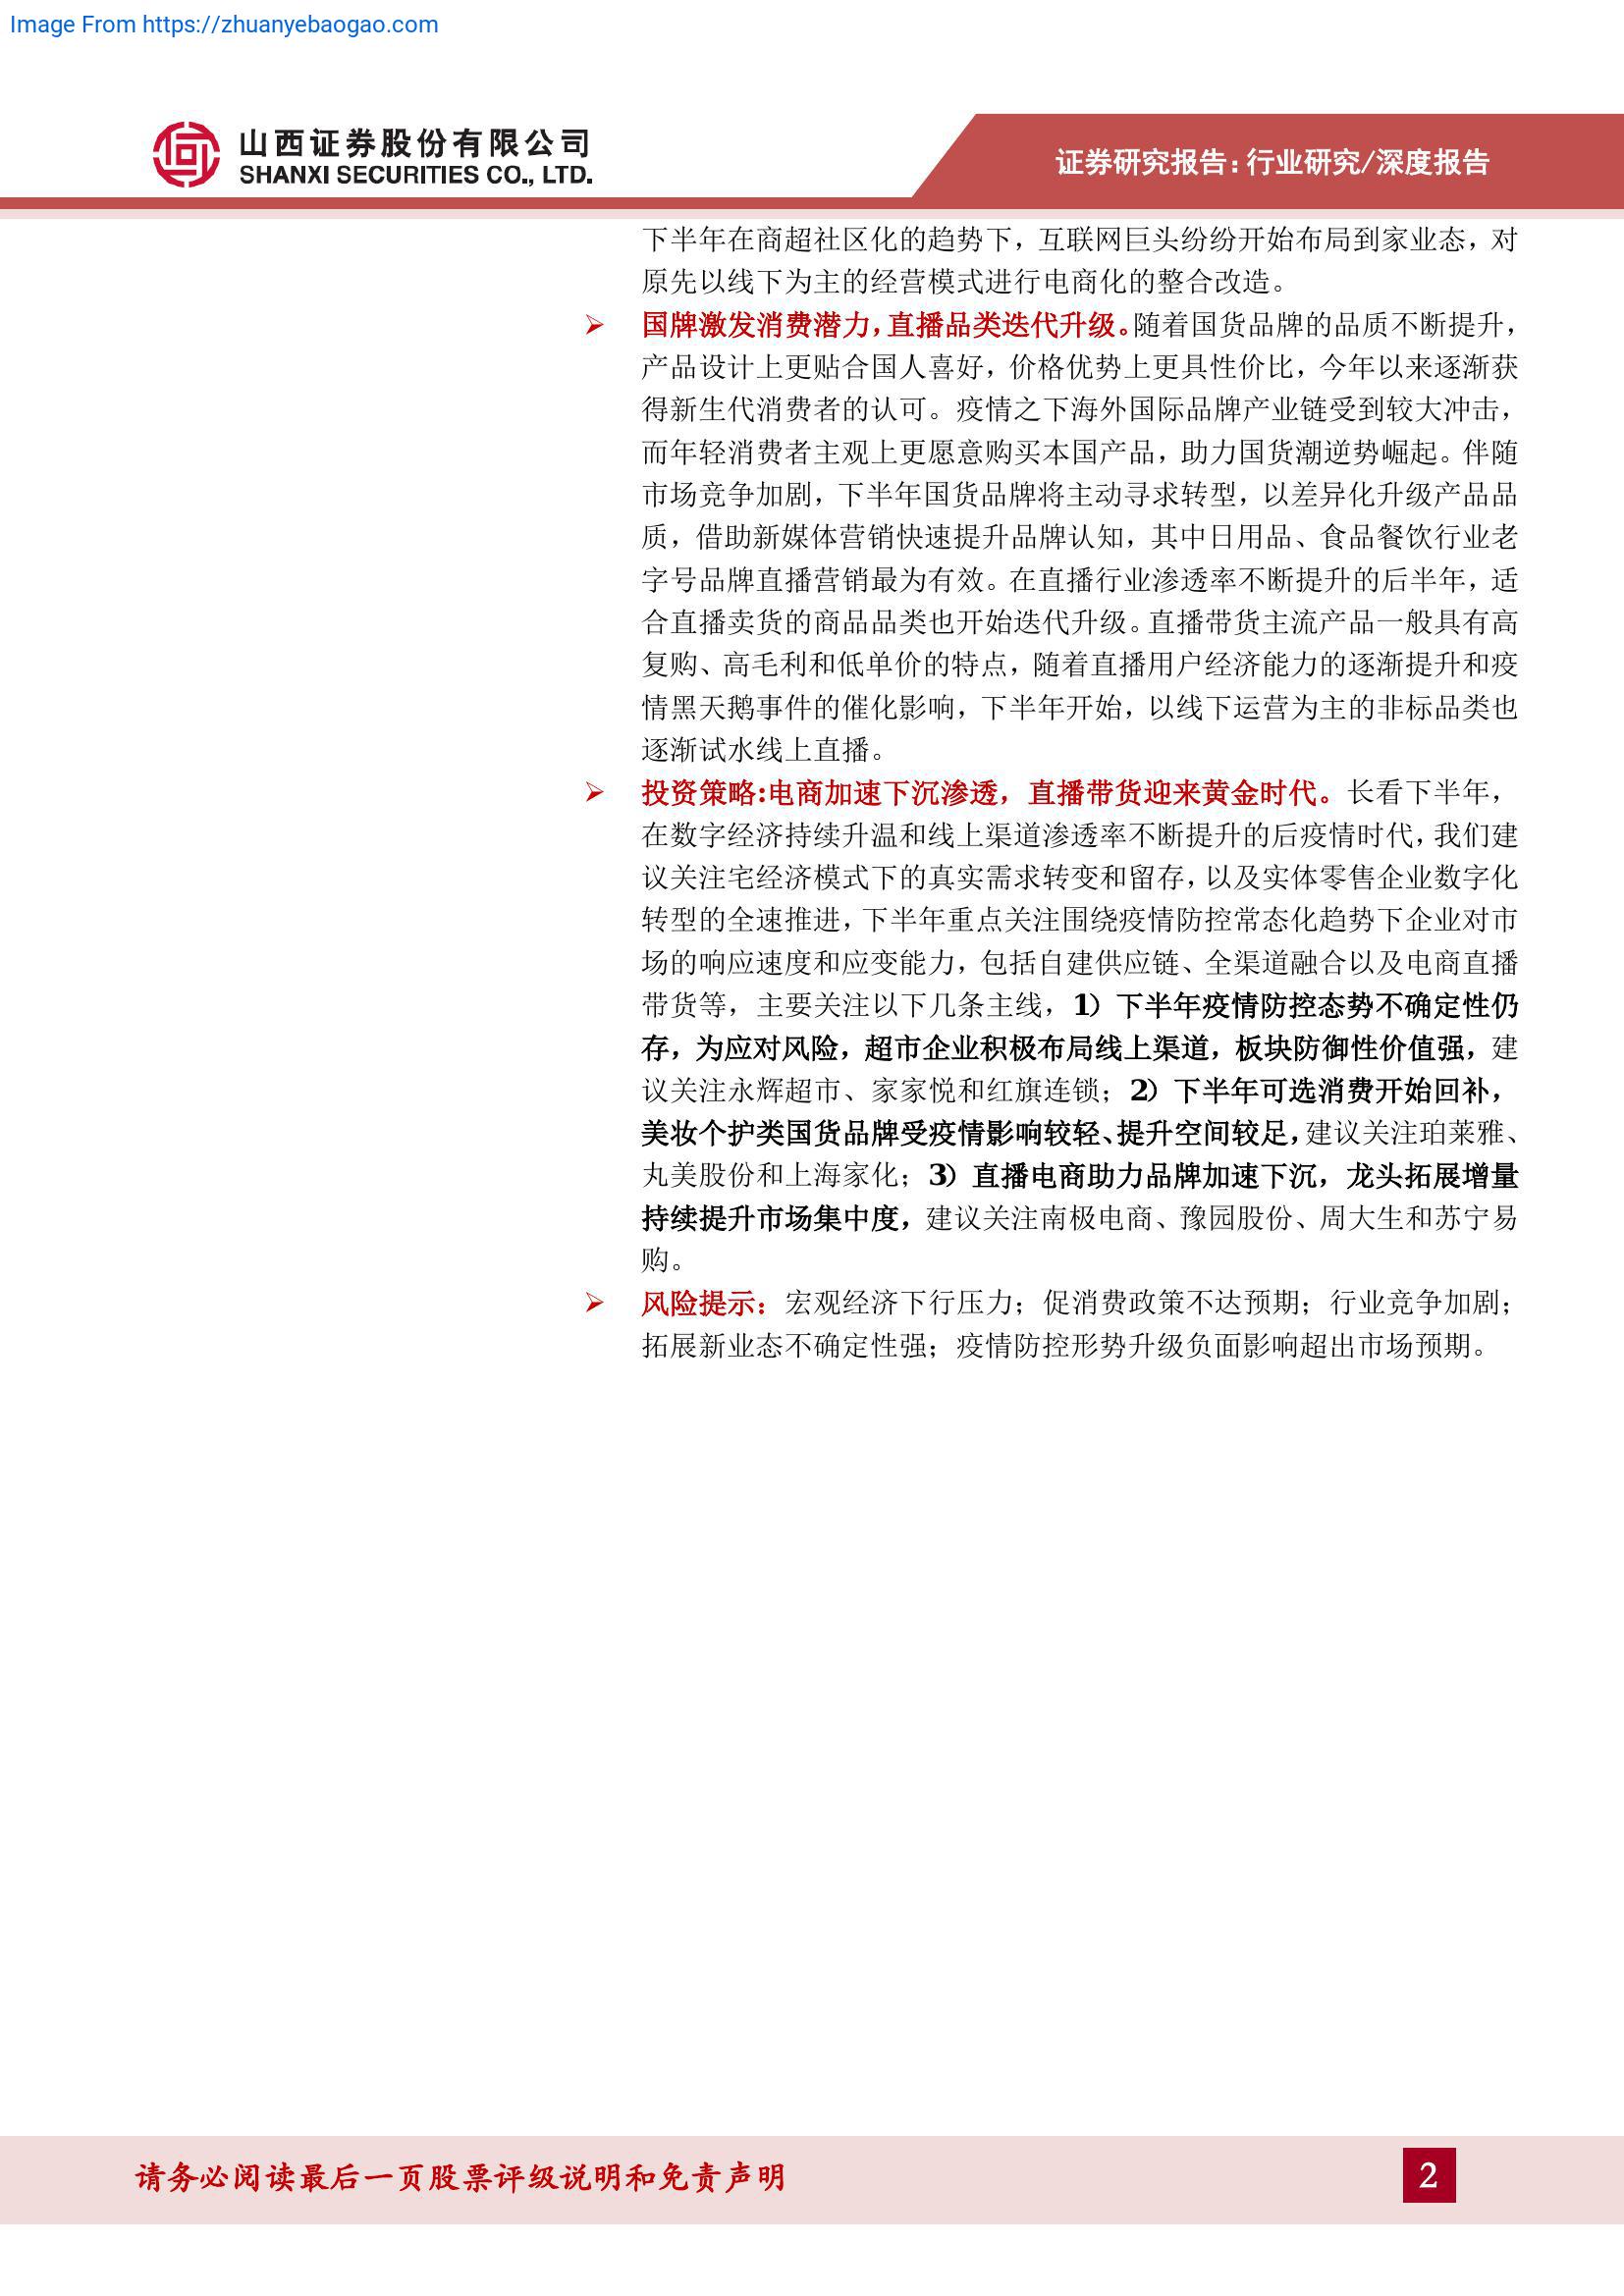 Image From https://zhuanyebaogao.com
山西证券股份有限公司
SHANXI SECURITIES CO., LTD.
证券研究报告：行业研究/深度报告
下半年在商超社区化的趋势下，互联网巨头纷纷开始布局到家业态，对
原先以线下为主的经营模式进行电商化的整合改造。
国牌激发消费潜力，直播品类迭代升级。随着国货品牌的品质不断提升，
产品设计上更贴合国人喜好，价格优势上更具性价比，今年以来逐渐获
得新生代消费者的认可。疫情之下海外国际品牌产业链受到较大冲击，
而年轻消费者主观上更愿意购买本国产品，助力国货潮逆势崛起。伴随
市场竞争加剧，下半年国货品牌将主动寻求转型，以差异化升级产品品
质，借助新媒体营销快速提升品牌认知，其中日用品、食品餐饮行业老
字号品牌直播营销最为有效。在直播行业渗透率不断提升的后半年，适
合直播卖货的商品品类也开始迭代升级。直播带货主流产品一般具有高
复购、高毛利和低单价的特点，随着直播用户经济能力的逐渐提升和疫
情黑天鹅事件的催化影响，下半年开始，以线下运营为主的非标品类也
逐渐试水线上直播。
投资策略:电商加速下沉渗透，直播带货迎来黄金时代。长看下半年，
在数字经济持续升温和线上渠道渗透率不断提升的后疫情时代，我们建
议关注宅经济模式下的真实需求转变和留存，以及实体零售企业数字化
转型的全速推进，下半年重点关注围绕疫情防控常态化趋势下企业对市
场的响应速度和应变能力，包括自建供应链、全渠道融合以及电商直播
带货等，主要关注以下几条主线，1）下半年疫情防控态势不确定性仍
存，为应对风险，超市企业积极布局线上渠道，板块防御性价值强，建
议关注永辉超市、家家悦和红旗连锁；2）下半年可选消费开始回补，
美妆个护类国货品牌受疫情影响较轻、提升空间较足，建议关注珀莱雅、
丸美股份和上海家化；3）直播电商助力品牌加速下沉，龙头拓展增量
持续提升市场集中度，建议关注南极电商、豫园股份、周大生和苏宁易
购。
风险提示：宏观经济下行压力；促消费政策不达预期；行业竞争加剧；
拓展新业态不确定性强；疫情防控形势升级负面影响超出市场预期。
请务必阅读最后一页股票评级说明和免责声明
2